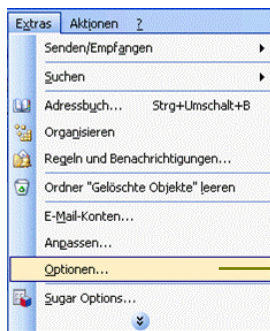 Extras Aktionen ?
Senden/Empfangen
Suchen
Adressbuch... Strg+Umschalt+B
Organisieren
Regeln und Benachrichtigungen...
Ordner "Gelöschte Objekte" leeren
E-Mail-Konten...
Anpassen...
Optionen...
Sugar Options...